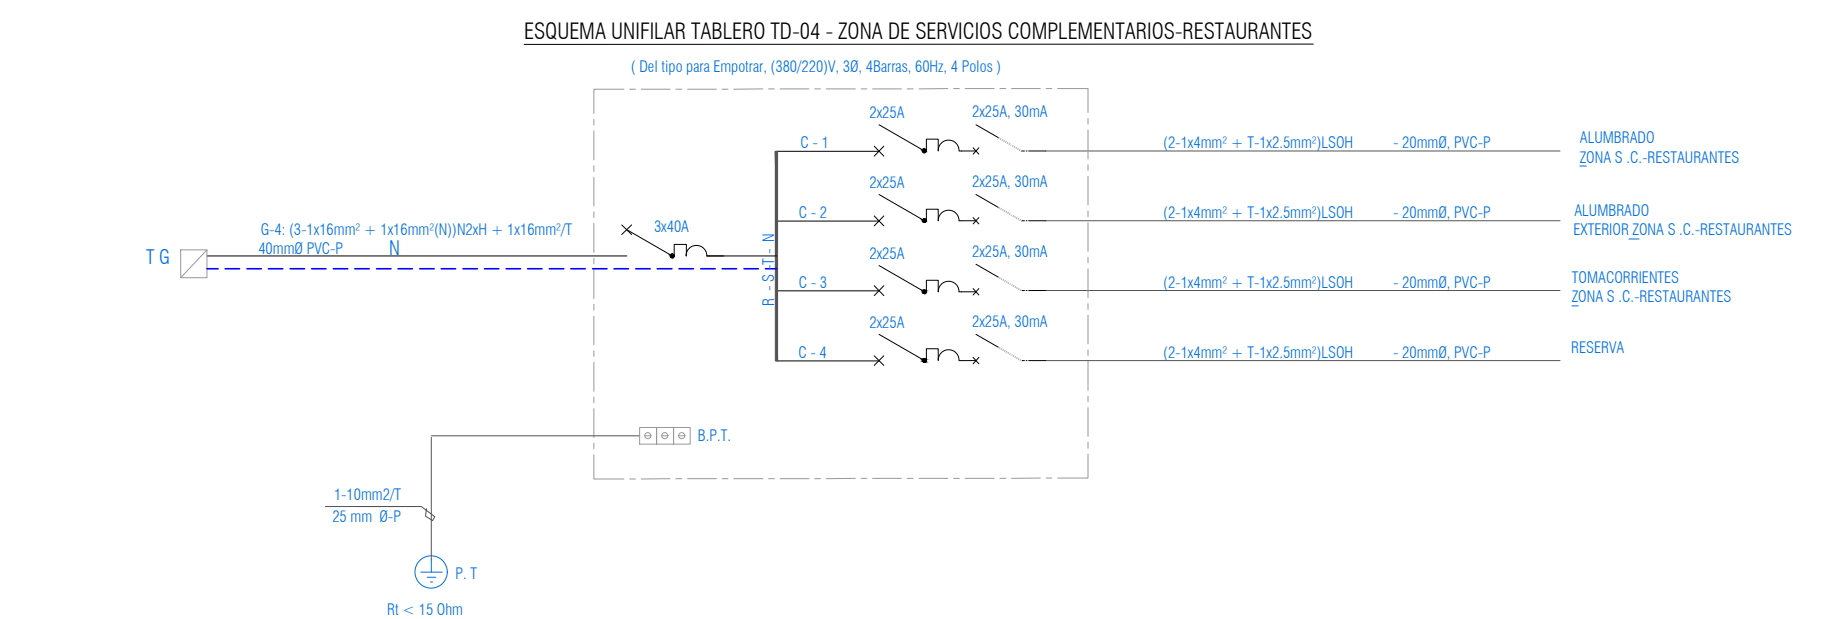 ESQUEMA UNIFILAR TABLERO TD-04 - ZONA DE SERVICIOS COMPLEMENTARIOS-RESTAURANTES
( Del tipo para Empotrar, (380/220)V, 3Ø, 4Barras, 60Hz, 4 Polos )
2x25A 2x25A, 30mA
C - 1 (2-1x4mm² + T-1x2.5mm²)LSOH - 20mmØ, PVC-P ALUMBRADO
ZONA S .C.-RESTAURANTES
2x25A 2x25A, 30mA
C - 2 (2-1x4mm² + T-1x2.5mm²)LSOH - 20mmØ, PVC-P ALUMBRADO
EXTERIOR ZONA S .C.-RESTAURANTES
G-4: (3-1x16mm² + 1x16mm²(N))N2xH + 1x16mm²/T 3x40A
40mmØ PVC-P N
T G
R - S -T - N
2x25A 2x25A, 30mA
C - 3 (2-1x4mm² + T-1x2.5mm²)LSOH - 20mmØ, PVC-P TOMACORRIENTES
ZONA S .C.-RESTAURANTES
2x25A 2x25A, 30mA
C - 4 (2-1x4mm² + T-1x2.5mm²)LSOH - 20mmØ, PVC-P RESERVA
B.P.T.
1-10mm2/T
25 mm Ø-P
P. T
Rt < 15 Ohm